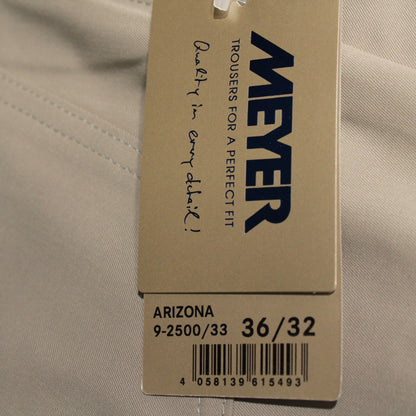 MEYER
TROUSERS FOR A PERFECT FIT
Quality in every detail!
ARIZONA
9-2500/33 36/32
4 058139 615493